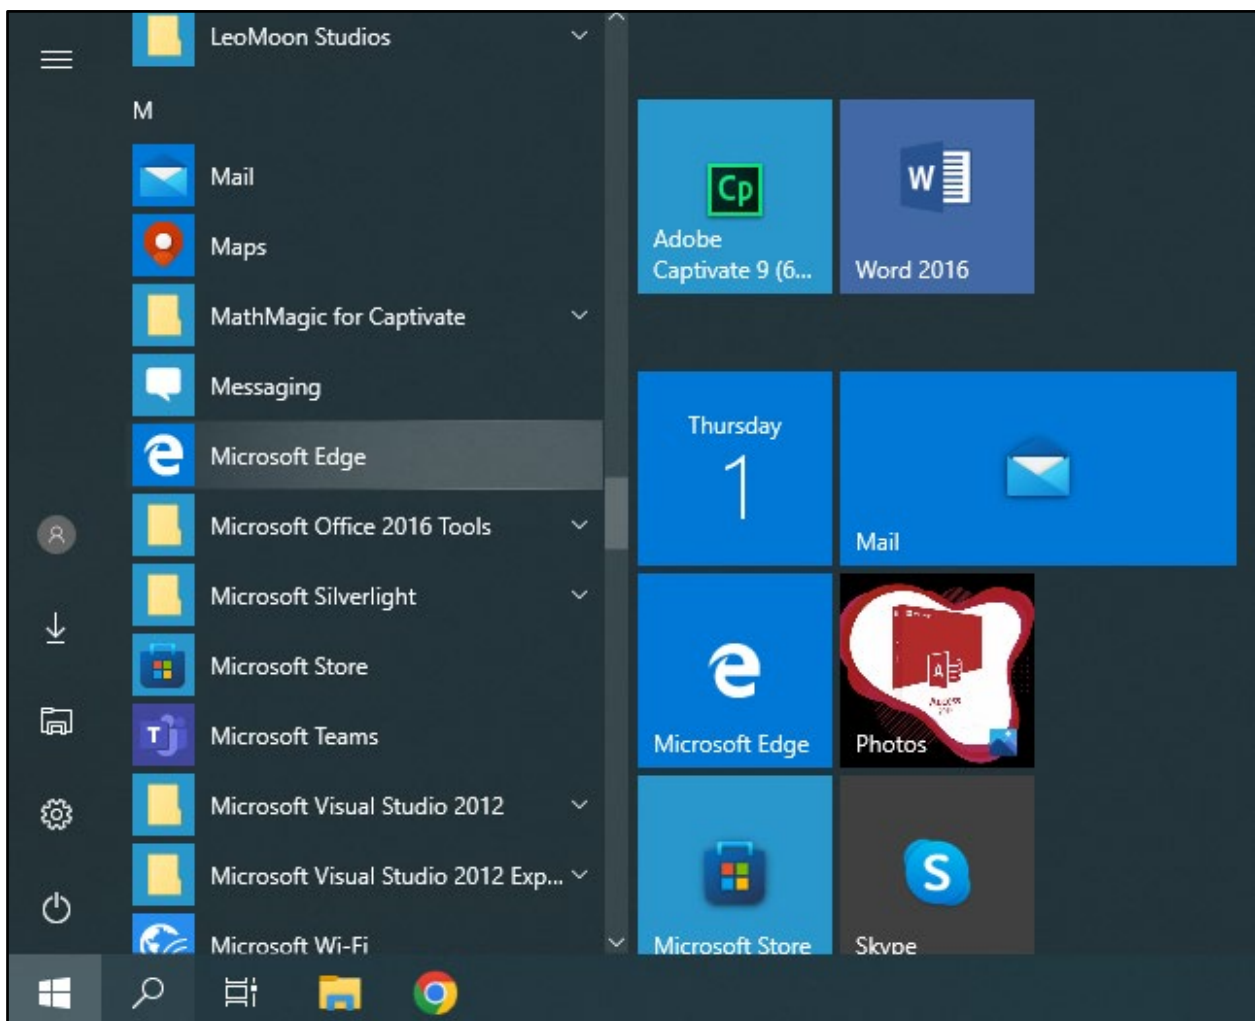 LeoMoon Studios
M
Mail
Maps
MathMagic for Captivate
Messaging
Microsoft Edge
Microsoft Office 2016 Tools
Microsoft Silverlight
Microsoft Store
Microsoft Teams
Microsoft Visual Studio 2012
Microsoft Visual Studio 2012 Exp...
Microsoft Wi-Fi
Cp
Adobe
Captivate 9 (6...
W
Word 2016
Thursday
1
Mail
Microsoft Edge
A
Access
Photos
Microsoft Store
S
Skype